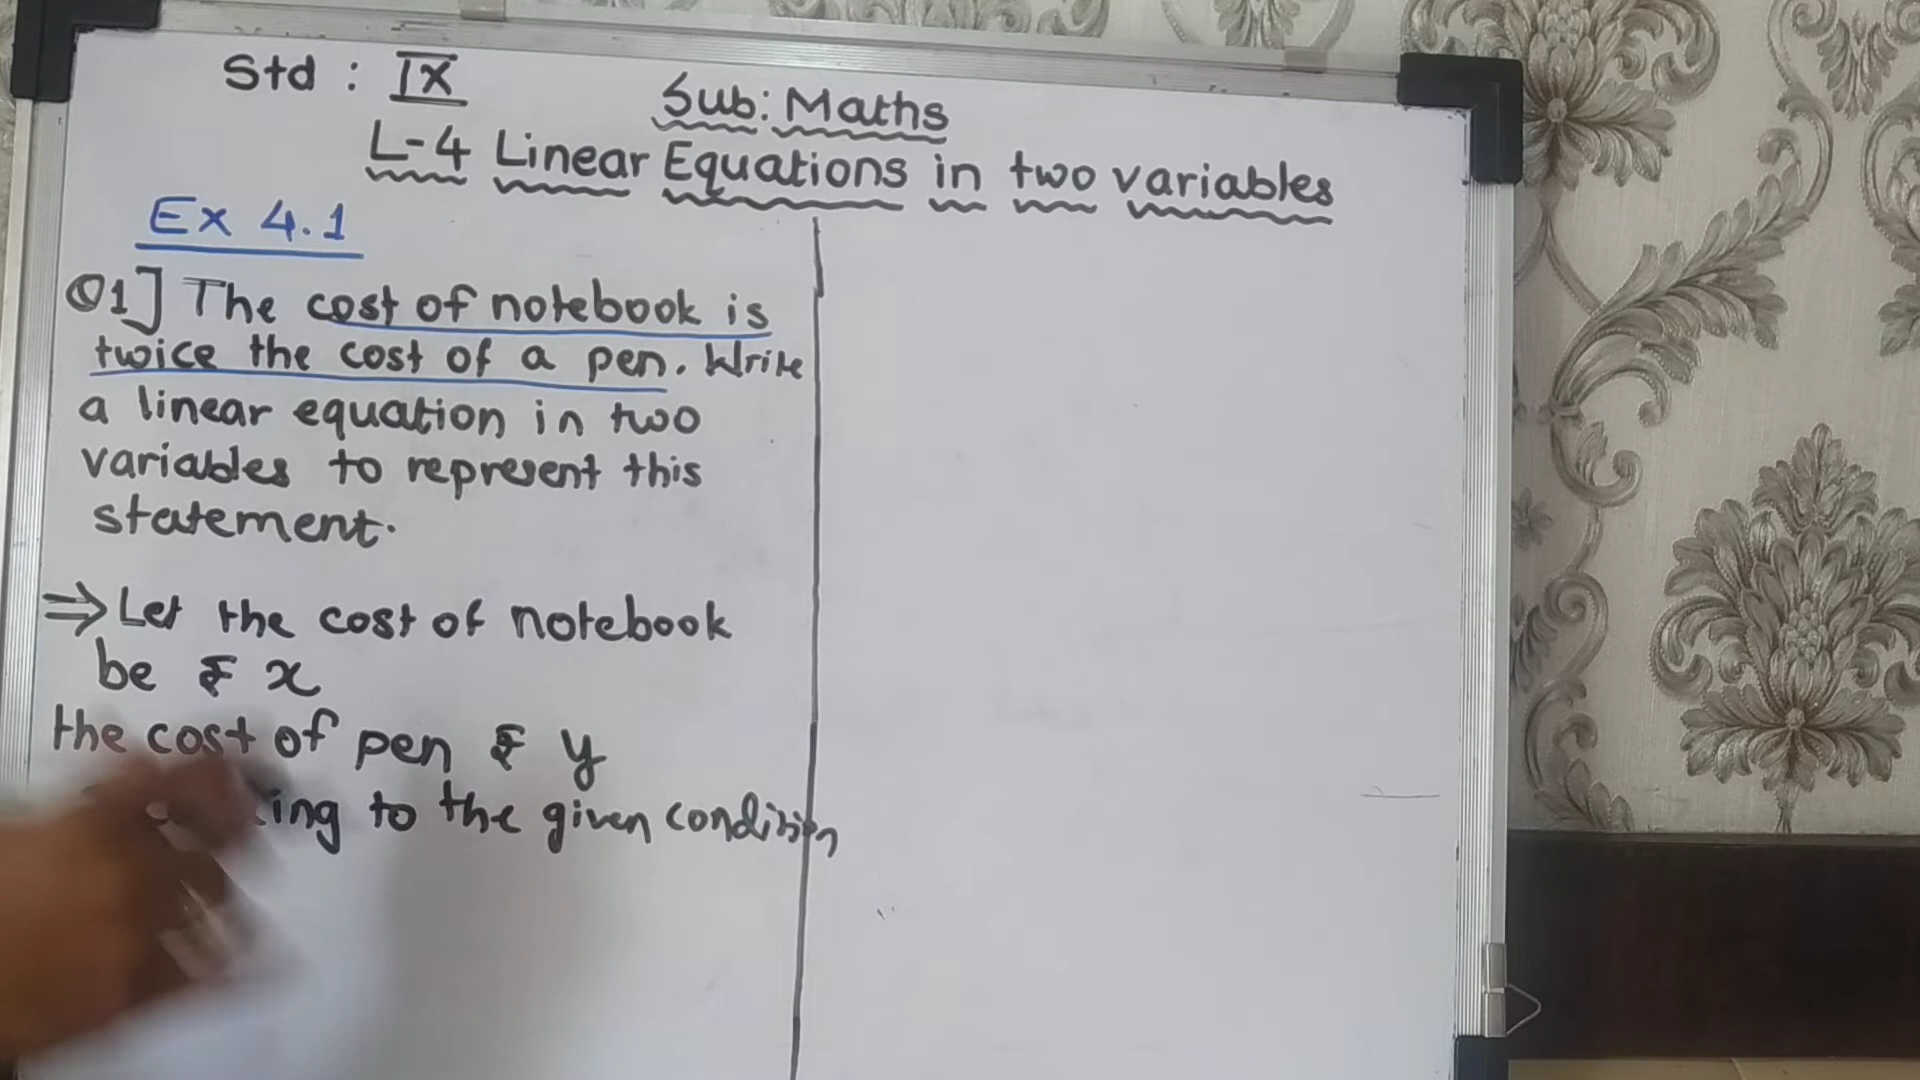 Std : IX
Sub: Maths
L-4 Linear Equations in two variables
Ex 4.1
Q1] The cost of notebook is
twice the cost of a pen. Write
a linear equation in two
variables to represent this
statement.
⇒ Let the cost of notebook
be ₹ x
the cost of pen ₹ y
to the given condition